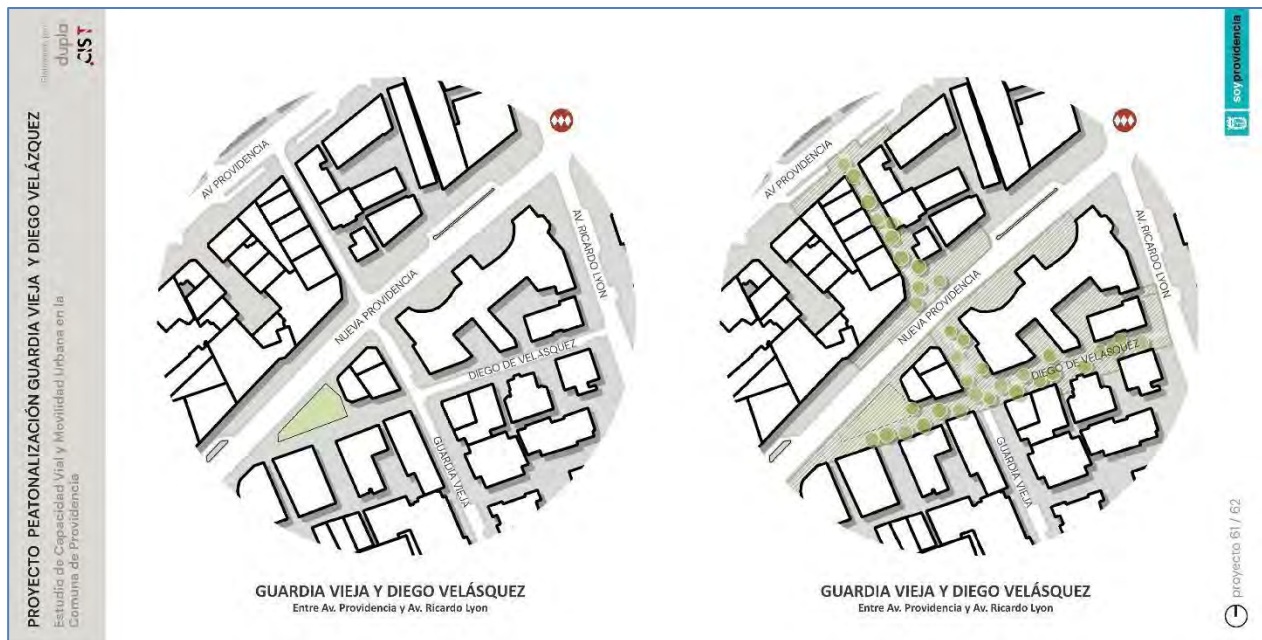 PROYECTO PEATONALIZACIÓN GUARDIA VIEJA Y DIEGO VELÁZQUEZ
Estudio de Capacidad Vial y Movilidad Urbana en la
Comuna de Providencia
dupla
CIST
AV PROVIDENCIA
NUEVA PROVIDENCIA
AV. RICARDO LYON
DIEGO DE VELÁSQUEZ
GUARDIA VIEJA
GUARDIA VIEJA Y DIEGO VELÁSQUEZ
Entre Av. Providencia y Av. Ricardo Lyon
AV PROVIDENCIA
NUEVA PROVIDENCIA
AV. RICARDO LYON
DIEGO DE VELÁSQUEZ
GUARDIA VIEJA
GUARDIA VIEJA Y DIEGO VELÁSQUEZ
Entre Av. Providencia y Av. Ricardo Lyon
soyprovidencia
proyecto 61 / 62